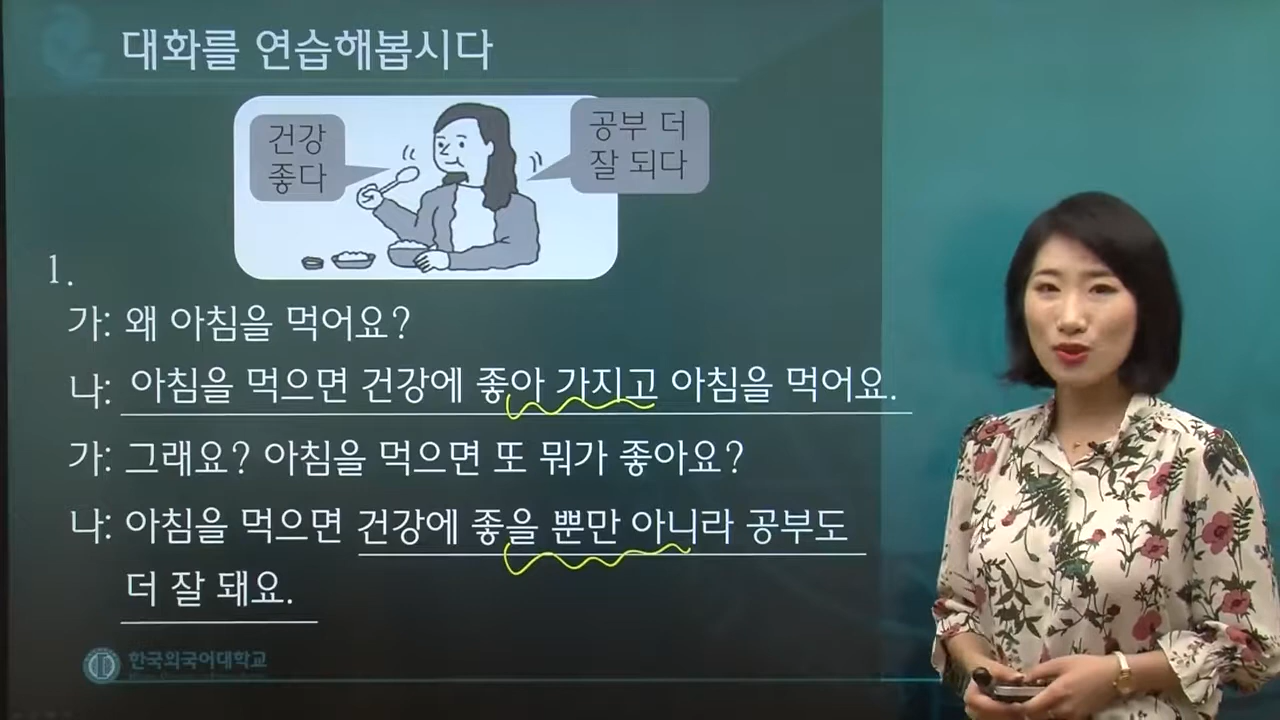 대화를 연습해봅시다
건강
좋다
공부 더
잘 되다
1.
가: 왜 아침을 먹어요?
나: 아침을 먹으면 건강에 좋아 가지고 아침을 먹어요.
가: 그래요? 아침을 먹으면 또 뭐가 좋아요?
나: 아침을 먹으면 건강에 좋을 뿐만 아니라 공부도
더 잘 돼요.
한국외국어대학교